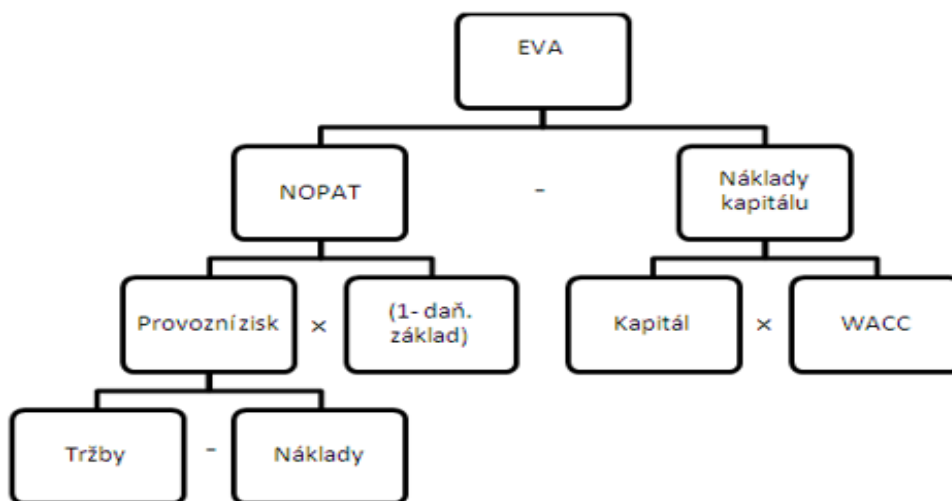 EVA
NOPAT
-
Náklady
kapitálu
Provozní zisk
x
(1- daň.
základ)
Kapitál
x
WACC
Tržby
-
Náklady